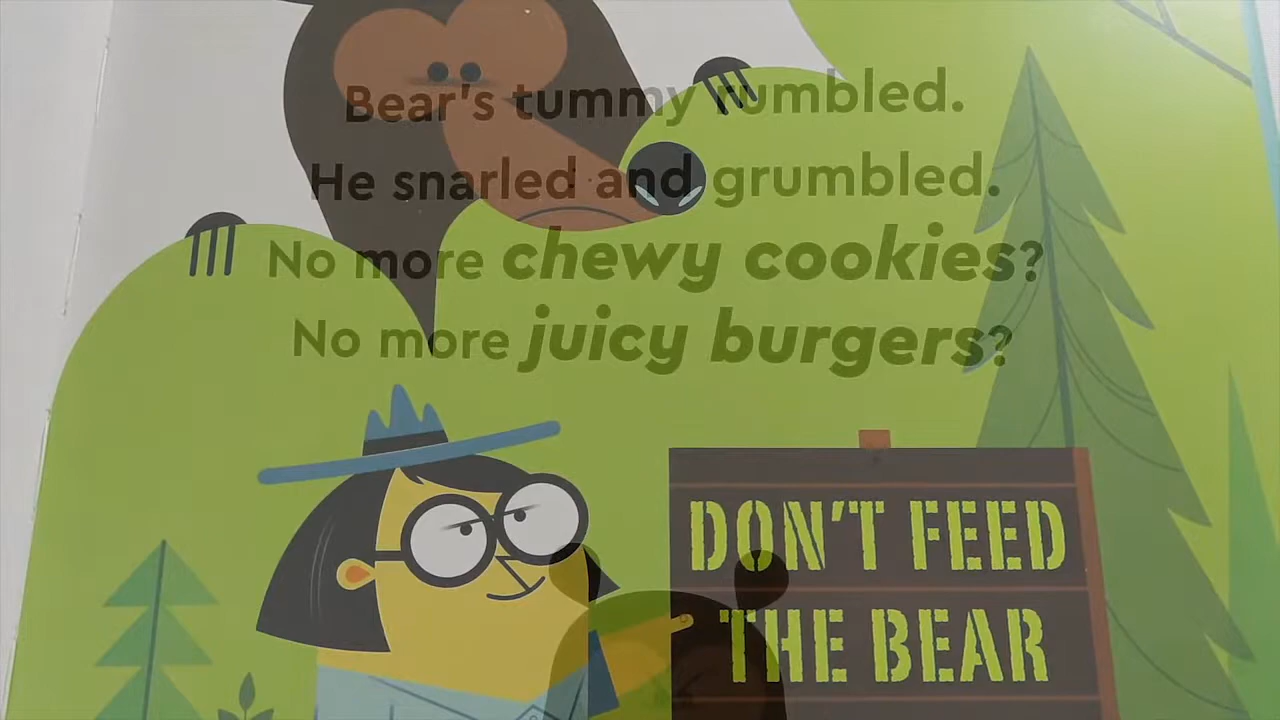 Bear's tummy rumbled.
He snarled and grumbled.
No more chewy cookies?
No more juicy burgers?
DON'T FEED
THE BEAR